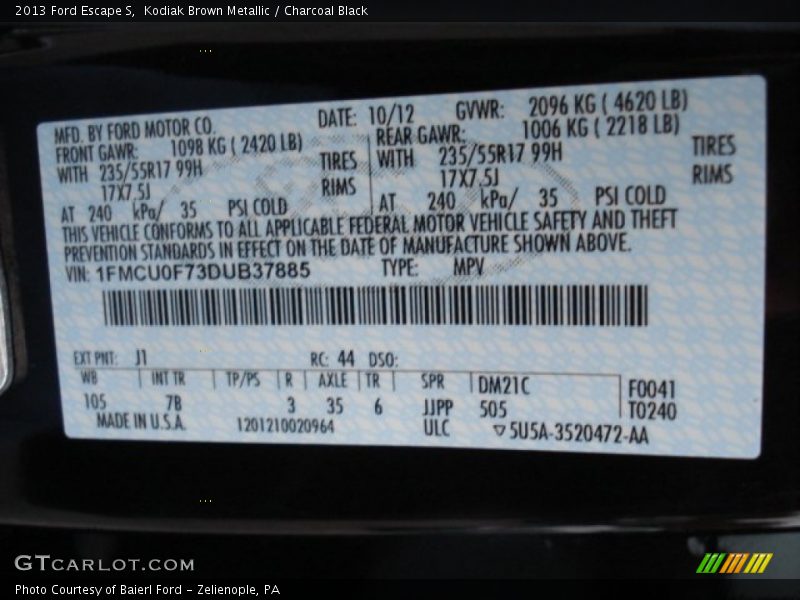 2013 Ford Escape S,  Kodiak Brown Metallic / Charcoal Black
MFD. BY FORD MOTOR CO. DATE: 10/12 GVWR: 2096 KG ( 4620 LB)
FRONT GAWR: 1098 KG ( 2420 LB) REAR GAWR: 1006 KG ( 2218 LB)
WITH 235/55R17 99H TIRES WITH 235/55R17 99H TIRES
17X7.5J RIMS 17X7.5J RIMS
AT 240 kPa/ 35 PSI COLD AT 240 kPa/ 35 PSI COLD
THIS VEHICLE CONFORMS TO ALL APPLICABLE FEDERAL MOTOR VEHICLE SAFETY AND THEFT
PREVENTION STANDARDS IN EFFECT ON THE DATE OF MANUFACTURE SHOWN ABOVE.
VIN: 1FMCU0F73DUB37885 TYPE: MPV
EXT PNT: J1 RC: 44 DSO:
WB INT TR TP/PS R AXLE TR SPR DM21C F0041
105 7B 3 35 6 JJPP 505 T0240
MADE IN U.S.A. 1201210020964 ULC ▽5U5A-3520472-AA
GTCARLOT.COM
Photo Courtesy of Baierl Ford - Zelienople, PA